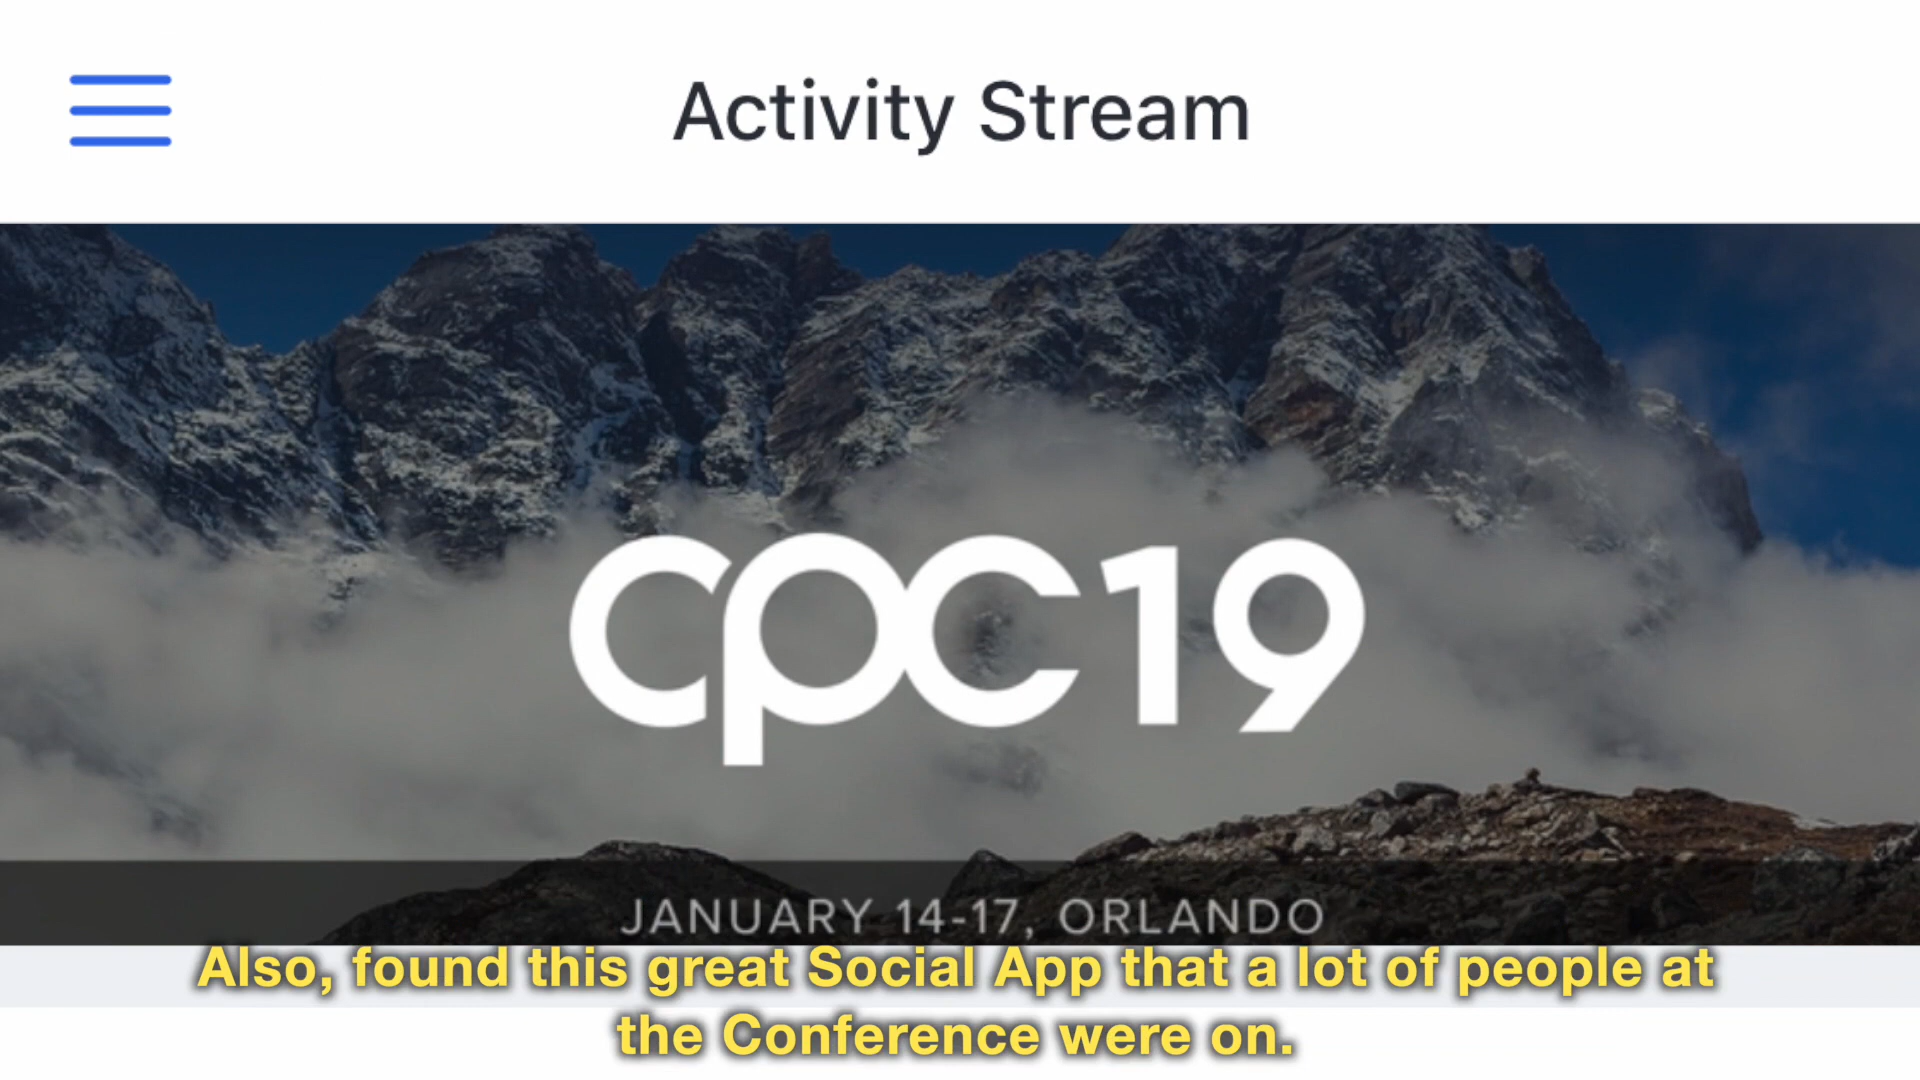 Activity Stream
cpc19
JANUARY 14-17, ORLANDO
Also, found this great Social App that a lot of people at
the Conference were on.